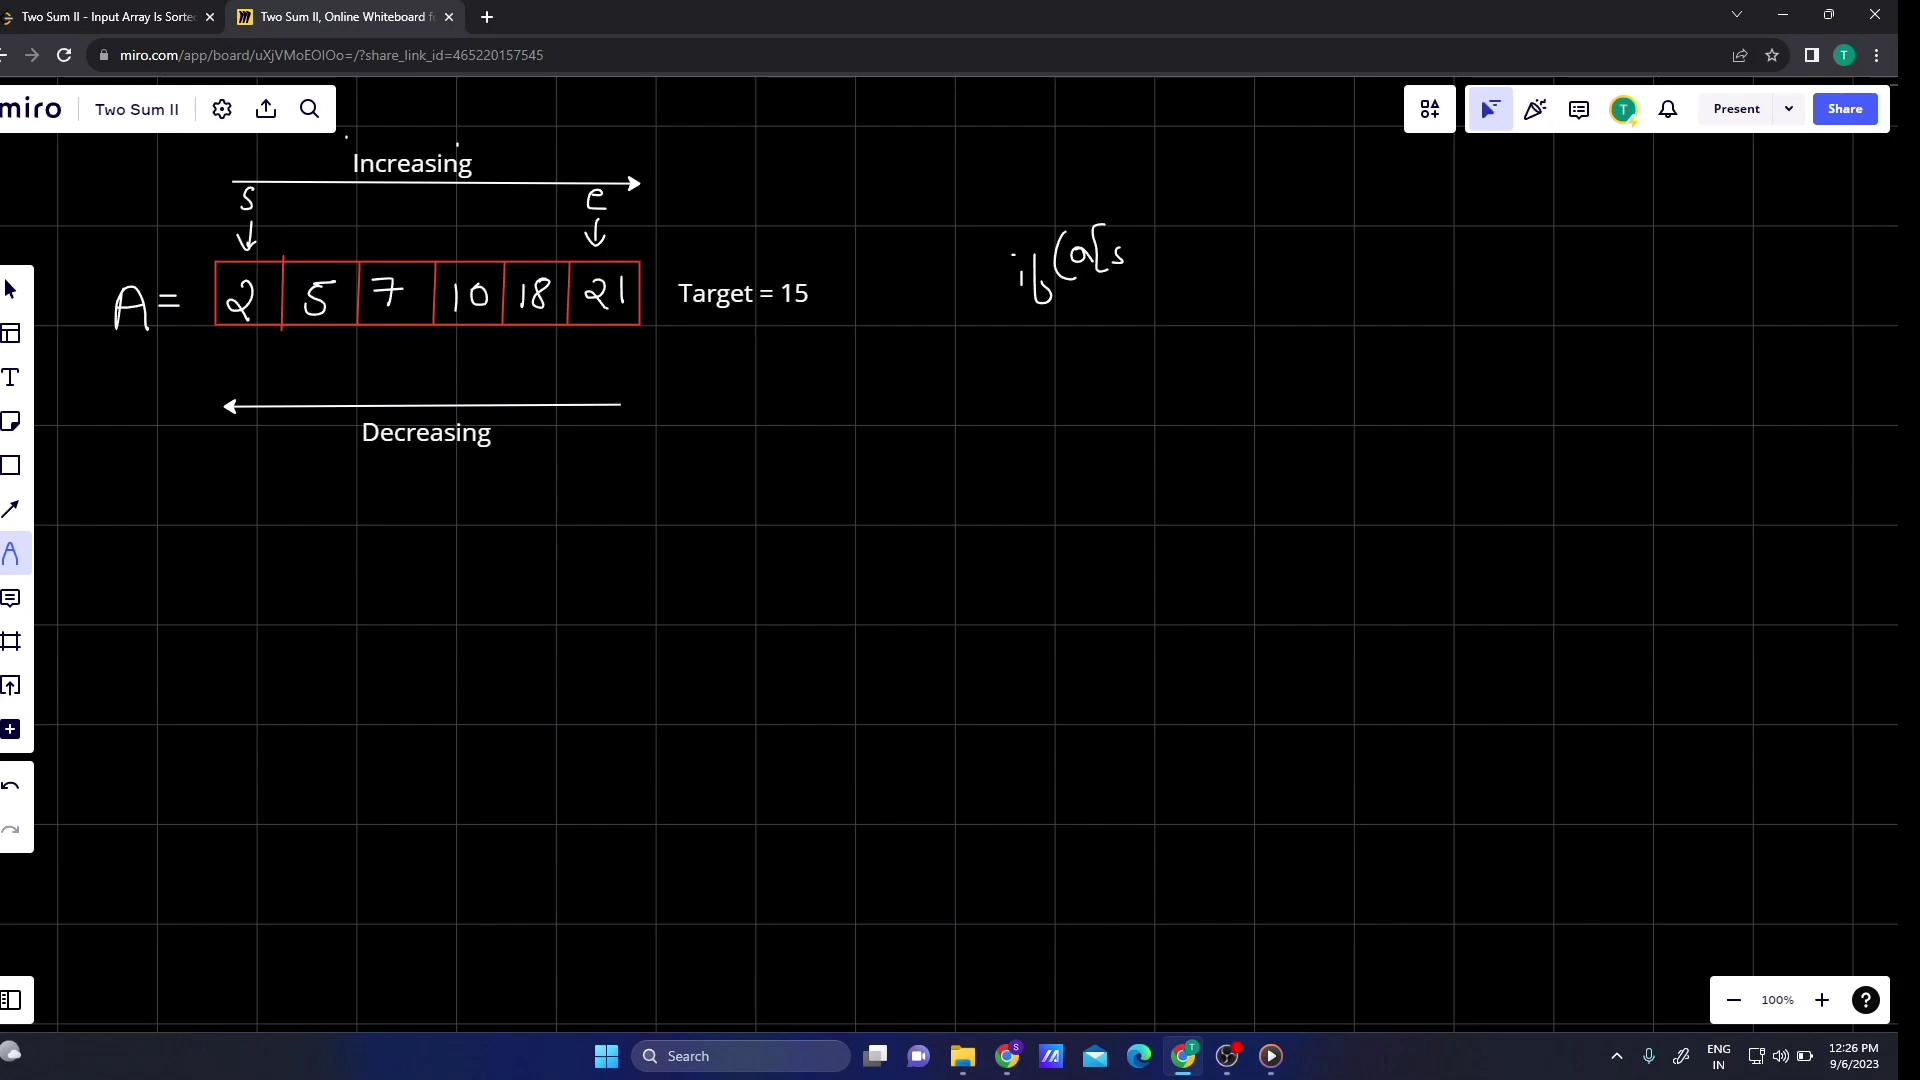 Two Sum II - Input Array Is Sorte
Two Sum II, Online Whiteboard f
miro.com/app/board/uXjVMoEOlOo=/?share_link_id=465220157545
T
miro
Two Sum II
T
Present
Share
Increasing
s
e
if(a[s
A=
2 5 7 10 18 21
Target = 15
Decreasing
100%
Search
S
T
ENG
IN
12:26 PM
9/6/2023